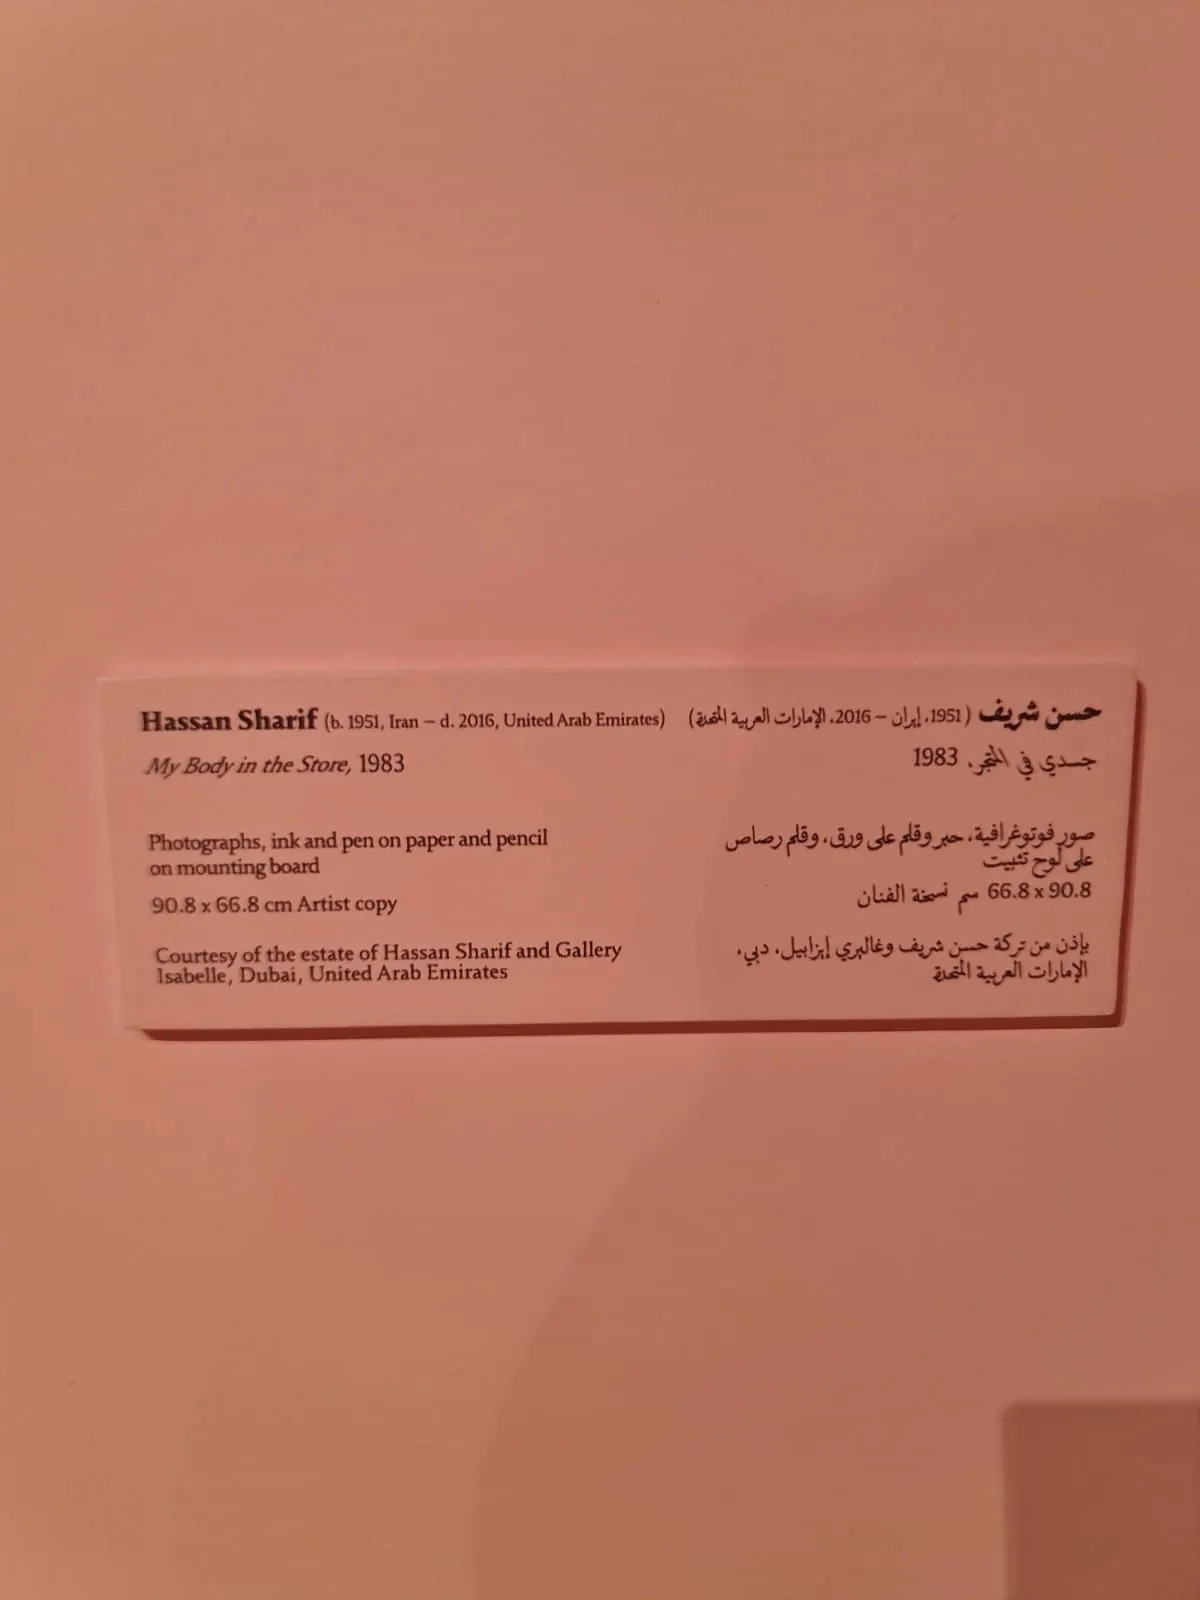 Hassan Sharif (b. 1951, Iran – d. 2016, United Arab Emirates)
My Body in the Store, 1983
Photographs, ink and pen on paper and pencil
on mounting board
90.8 x 66.8 cm Artist copy
Courtesy of the estate of Hassan Sharif and Gallery
Isabelle, Dubai, United Arab Emirates
حسن شريف (1951، إيران – 2016، الإمارات العربية المتحدة)
جسدي في المتجر، 1983
صور فوتوغرافية، حبر وقلم على ورق، وقلم رصاص
على لوح تثبيت
66.8 x 90.8 سم نسخة الفنان
بإذن من تركة حسن شريف وغاليري إيزابيل، دبي،
الإمارات العربية المتحدة